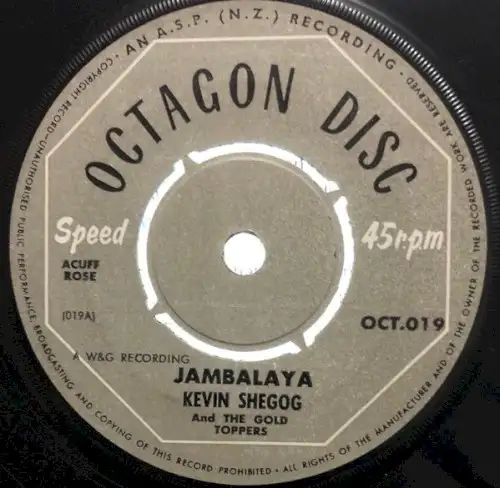 AN A.S.P. (N.Z.) RECORDING
OCTAGON DISC
Speed
45 r.p.m
ACUFF
ROSE
(019A)
OCT.019
A W&G RECORDING
JAMBALAYA
KEVIN SHEGOG
And THE GOLD
TOPPERS
COPYRIGHT RECORD—UNAUTHORISED PUBLIC PERFORMANCE, BROADCASTING AND COPYING OF THIS RECORD PROHIBITED • ALL RIGHTS OF THE MANUFACTURER AND OF THE OWNER OF THE RECORDED WORK ARE RESERVED